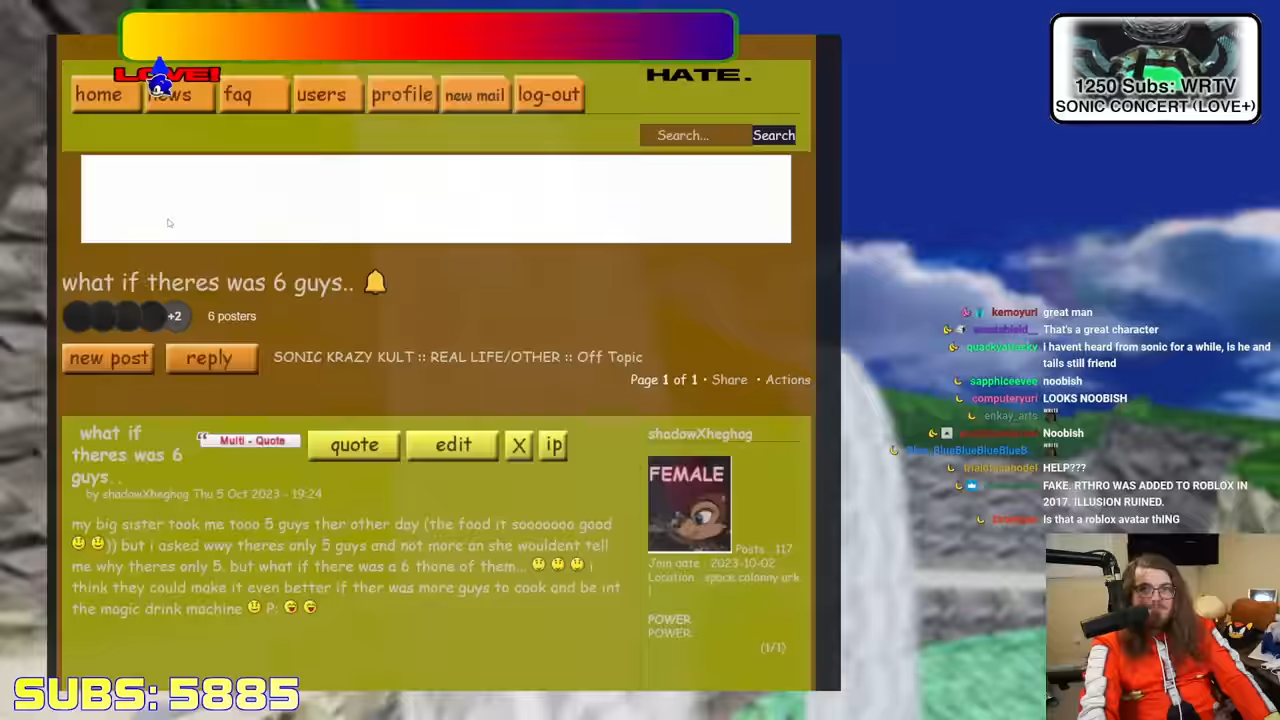 LOVE!
HATE.
home
news
faq
users
profile
new mail
log-out
Search...
Search
1250 Subs: WRTV
SONIC CONCERT (LOVE+)
what if theres was 6 guys..
+2
6 posters
new post
reply
SONIC KRAZY KULT :: REAL LIFE/OTHER :: Off Topic
Page 1 of 1 • Share • Actions
what if
theres was 6
guys..
Multi - Quote
quote
edit
X
ip
by shadowXheghog Thu 5 Oct 2023 - 19:24
my big sister took me tooo 5 guys ther other day (the food it sooooooo good
)) but i asked wwy theres only 5 guys and not more an she wouldent tell
me why theres only 5. but what if there was a 6 thone of them... i
think they could make it even better if ther was more guys to cook and be int
the magic drink machine P:
shadowXheghog
FEMALE
Posts : 117
Join date : 2023-10-02
Location : space.colonny ark
POWER
POWER
(1/1)
kemoyuri great man
That's a great character
quackyattacky i havent heard from sonic for a while, is he and
tails still friend
sapphiceevee noobish
computeryuri LOOKS NOOBISH
enkay_arts
Noobish
HELP???
FAKE. RTHRO WAS ADDED TO ROBLOX IN
2017. ILLUSION RUINED.
Is that a roblox avatar thING
SUBS: 5885